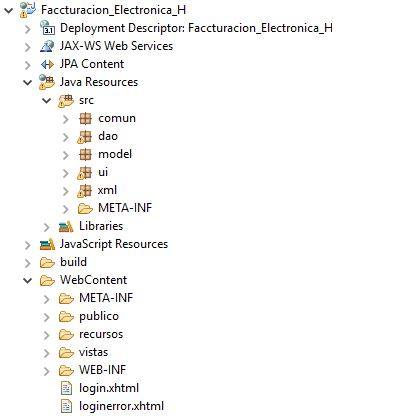 Faccturacion_Electronica_H
Deployment Descriptor: Faccturacion_Electronica_H
JAX-WS Web Services
JPA Content
Java Resources
src
comun
dao
model
ui
xml
META-INF
Libraries
JavaScript Resources
build
WebContent
META-INF
publico
recursos
vistas
WEB-INF
login.xhtml
loginerror.xhtml